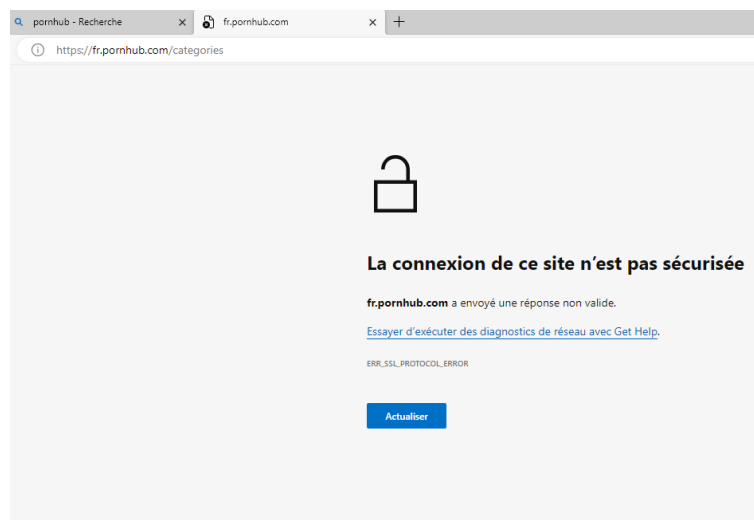 pornhub - Recherche
fr.pornhub.com
https://fr.pornhub.com/categories
La connexion de ce site n’est pas sécurisée
fr.pornhub.com a envoyé une réponse non valide.
Essayer d’exécuter des diagnostics de réseau avec Get Help.
ERR_SSL_PROTOCOL_ERROR
Actualiser